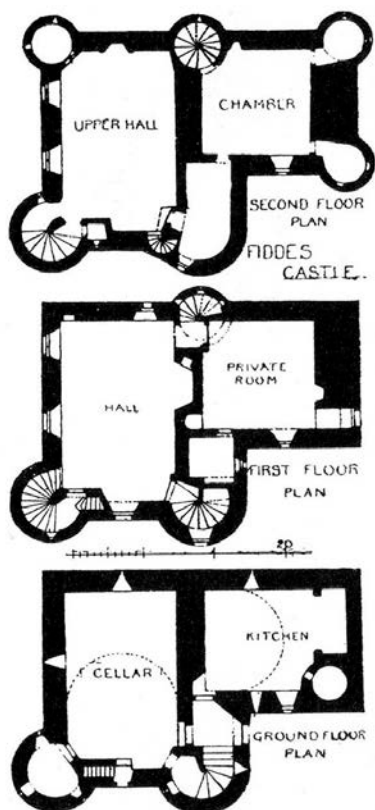 UPPER HALL
CHAMBER
SECOND FLOOR
PLAN
FIDDES
CASTLE.
HALL
PRIVATE
ROOM
FIRST FLOOR
PLAN
20
CELLAR
KITCHEN
GROUND FLOOR
PLAN